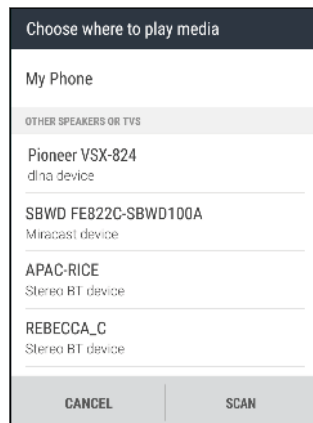 Choose where to play media
My Phone
OTHER SPEAKERS OR TVS
Pioneer VSX-824
dlna device
SBWD FE822C-SBWD100A
Miracast device
APAC-RICE
Stereo BT device
REBECCA_C
Stereo BT device
CANCEL SCAN